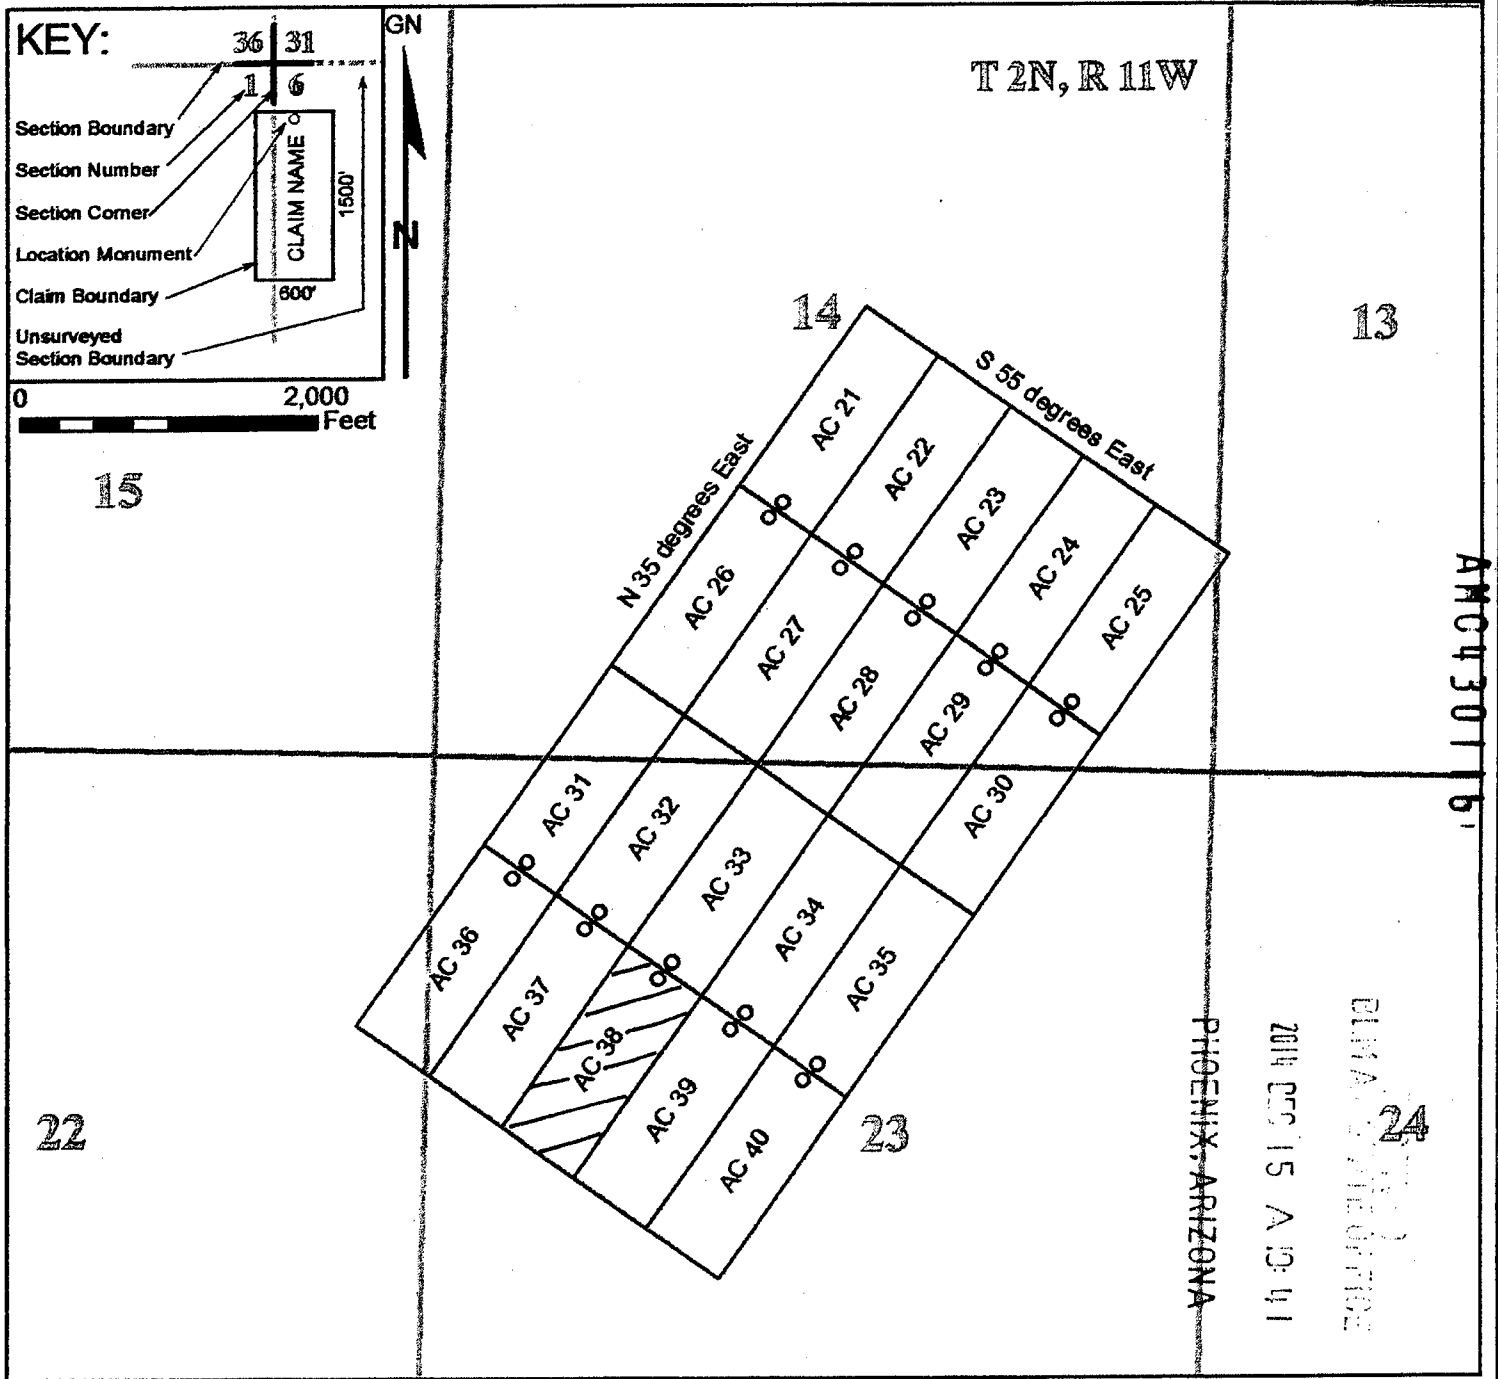 KEY:
36 31
1 6
Section Boundary
Section Number
Section Corner
Location Monument
Claim Boundary
Unsurveyed
Section Boundary
CLAIM NAME
1500'
600'
GN
N
0 2,000
Feet
T 2N, R 11W
14
13
15
22
23
24
S 55 degrees East
N 35 degrees East
AC 21
AC 22
AC 23
AC 24
AC 25
AC 26
AC 27
AC 28
AC 29
AC 30
AC 31
AC 32
AC 33
AC 34
AC 35
AC 36
AC 37
AC 38
AC 39
AC 40
AMC430116
2014 DEC 15 A 10:41
PHOENIX, ARIZONA